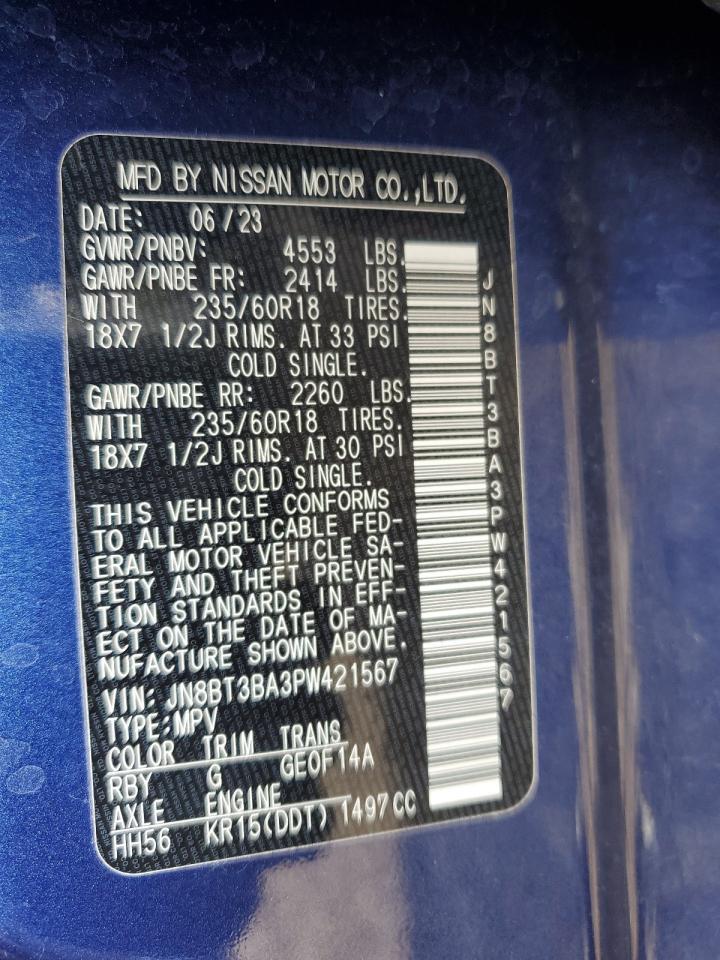 MFD BY NISSAN MOTOR CO.,LTD.
DATE: 06/23
GVWR/PNBV: 4553 LBS.
GAWR/PNBE FR: 2414 LBS.
WITH 235/60R18 TIRES.
18X7 1/2J RIMS. AT 33 PSI
COLD SINGLE.
GAWR/PNBE RR: 2260 LBS.
WITH 235/60R18 TIRES.
18X7 1/2J RIMS. AT 30 PSI
COLD SINGLE.
THIS VEHICLE CONFORMS
TO ALL APPLICABLE FED-
ERAL MOTOR VEHICLE SA-
FETY AND THEFT PREVEN-
TION STANDARDS IN EFF-
ECT ON THE DATE OF MA-
NUFACTURE SHOWN ABOVE.
VIN: JN8BT3BA3PW421567
TYPE:MPV
COLOR TRIM TRANS
RBY G GE0F14A
AXLE ENGINE
HH56 KR15(DDT) 1497CC
JN8BT3BA3PW421567